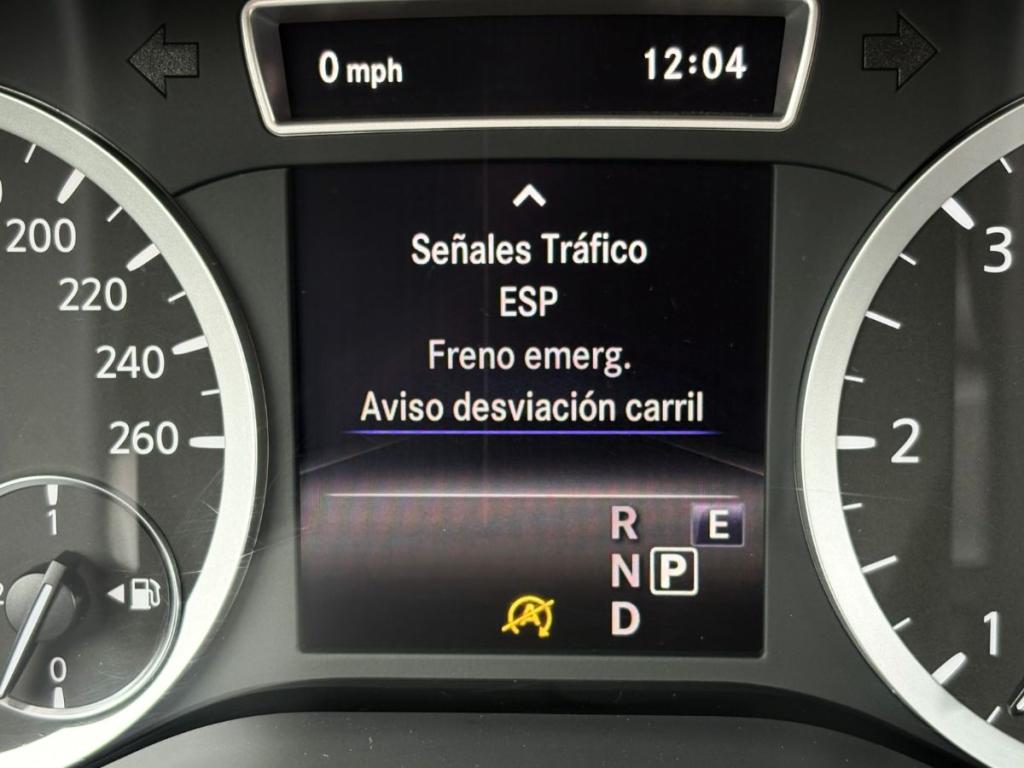 0 mph 12:04
Señales Tráfico
ESP
Freno emerg.
Aviso desviación carril
R E
N P
D
A
200
220
240
260
1
0
3
2
1